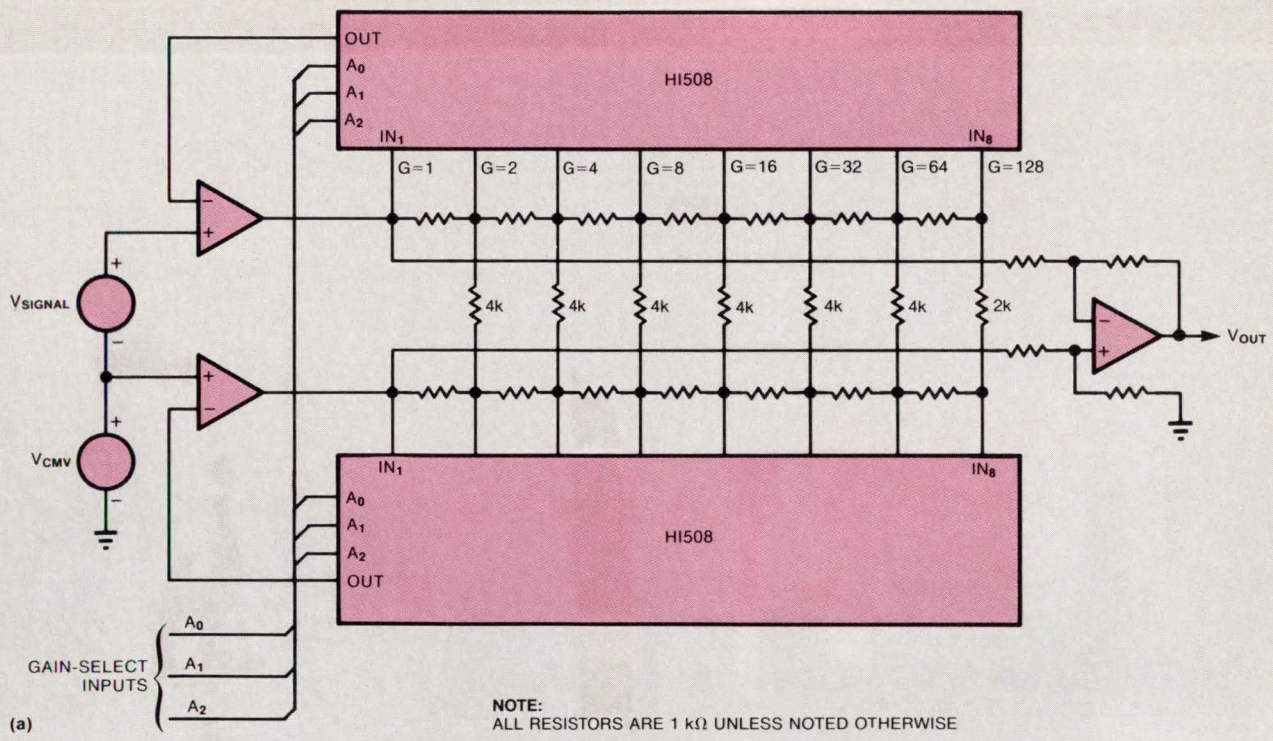 OUT
A0
A1
A2
HI508
IN1
IN8
G=1
G=2
G=4
G=8
G=16
G=32
G=64
G=128
−
+
+
VSIGNAL
−
4k
4k
4k
4k
4k
4k
2k
−
+
VOUT
+
−
+
VCMV
−
IN1
IN8
A0
A1
A2
OUT
HI508
GAIN-SELECT
INPUTS
A0
A1
A2
(a)
NOTE:
ALL RESISTORS ARE 1 kΩ UNLESS NOTED OTHERWISE